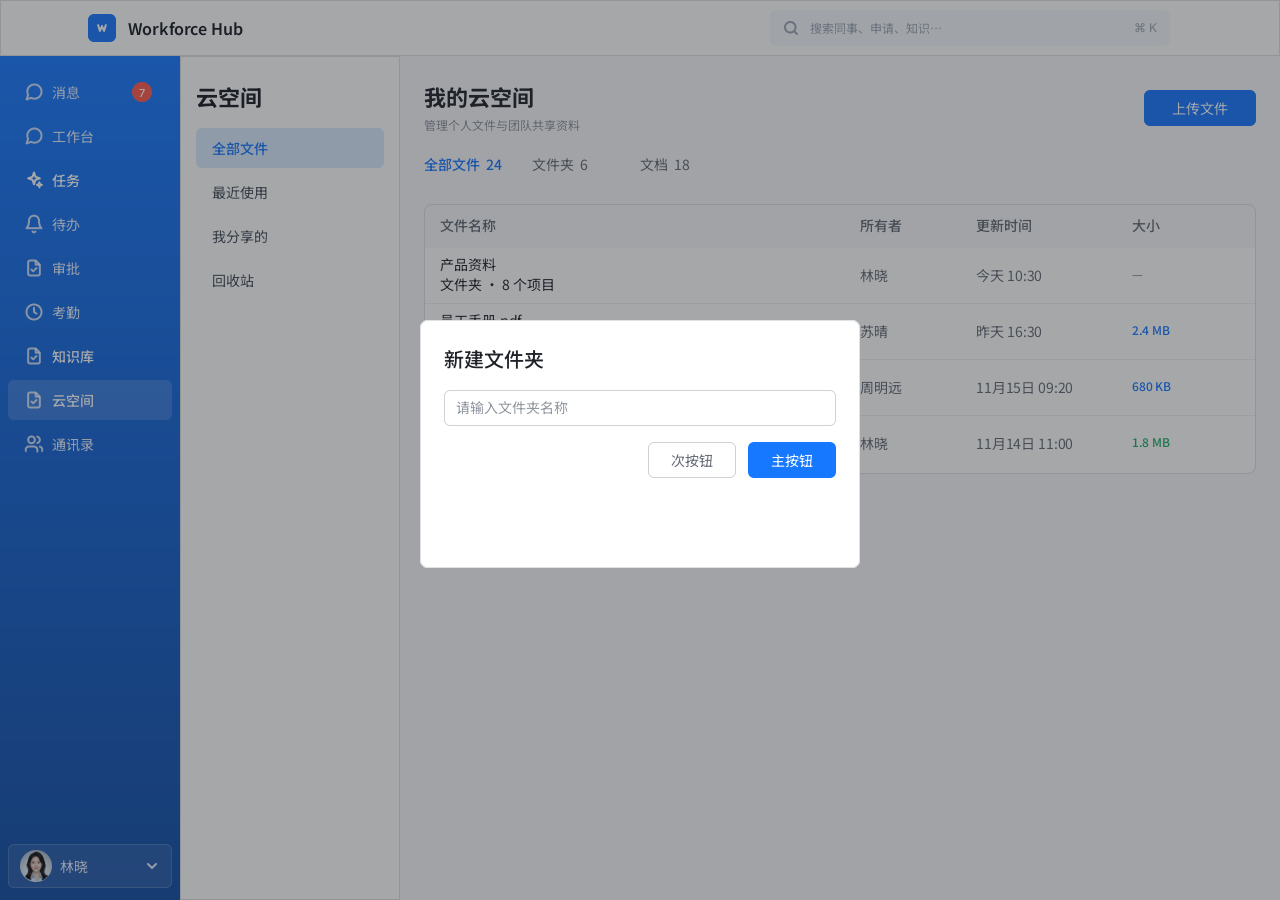 W
Workforce Hub
搜索同事、申请、知识…
⌘ K
消息
7
工作台
任务
待办
审批
考勤
知识库
云空间
通讯录
林晓
云空间
全部文件
最近使用
我分享的
回收站
我的云空间
管理个人文件与团队共享资料
上传文件
全部文件 24
文件夹 6
文档 18
文件名称
所有者
更新时间
大小
产品资料
文件夹 · 8 个项目
林晓
今天 10:30
—
员工手册.pdf
苏晴
昨天 16:30
2.4 MB
周明远
11月15日 09:20
680 KB
林晓
11月14日 11:00
1.8 MB
新建文件夹
请输入文件夹名称
次按钮
主按钮